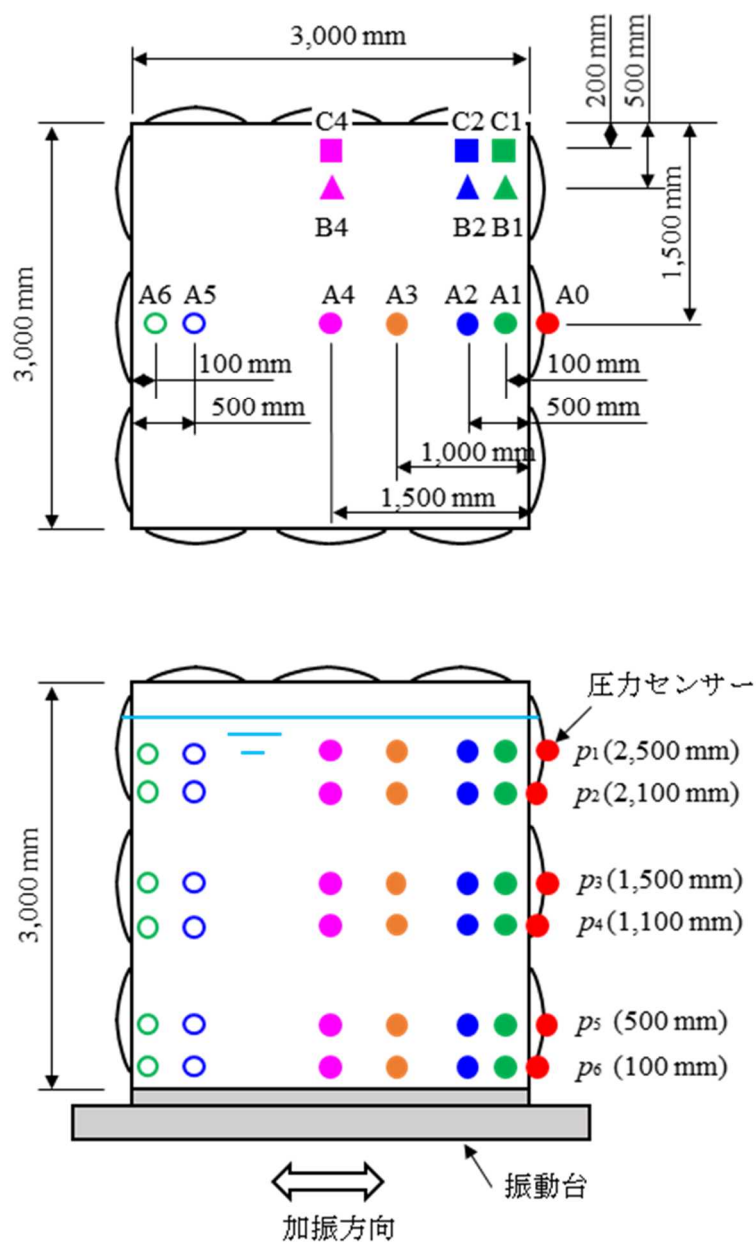 3,000 mm
200 mm
500 mm
C4
C2
C1
B4
B2
B1
1,500 mm
3,000 mm
A6
A5
A4
A3
A2
A1
A0
100 mm
100 mm
500 mm
500 mm
1,000 mm
1,500 mm
圧力センサー
p1 (2,500 mm)
p2 (2,100 mm)
3,000 mm
p3 (1,500 mm)
p4 (1,100 mm)
p5 (500 mm)
p6 (100 mm)
振動台
加振方向